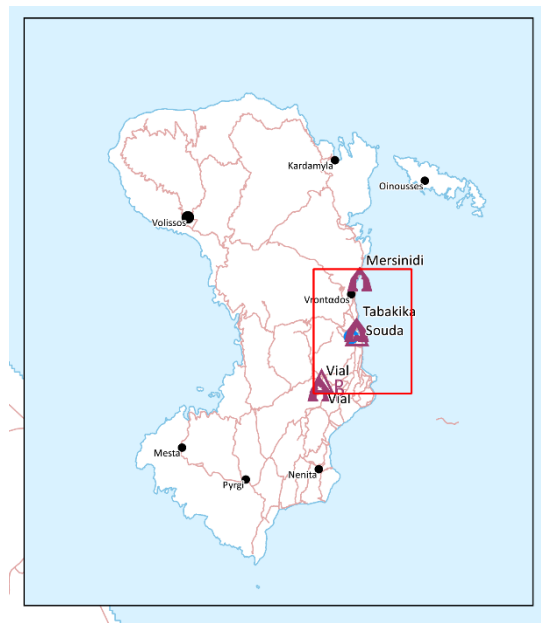 Kardamyla
Oinousses
Volissos
Mersinidi
Vrontados
Tabakika
Souda
Vial
R
Vial
Mesta
Pyrgi
Nenita